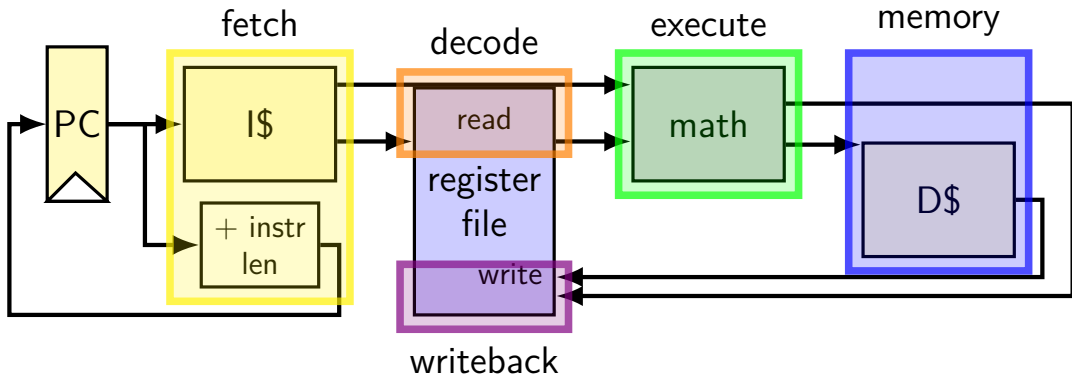 fetch
decode
execute
memory
PC
I$
read
math
register
file
+ instr
len
D$
write
writeback